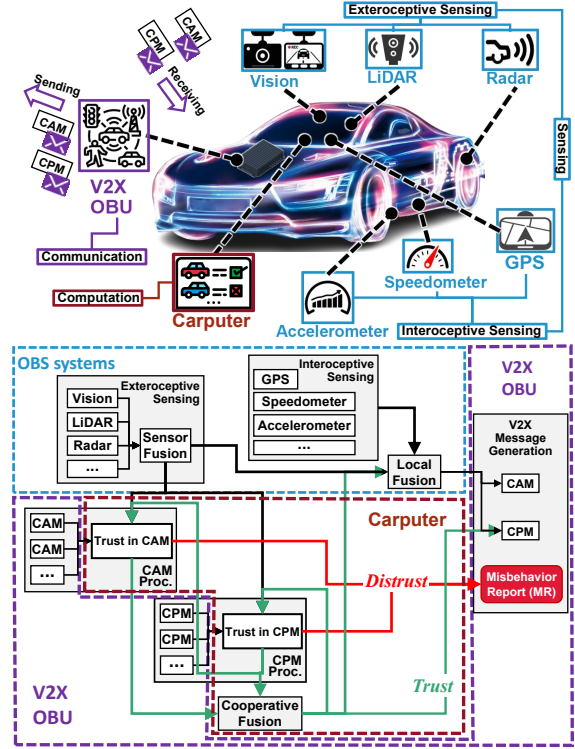 Exteroceptive Sensing
CPM
CAM
CAM
CPM
Sending
Receiving
REC
Vision
LiDAR
Radar
Sensing
CAM
CPM
V2X
OBU
Communication
Computation
Carputer
Accelerometer
Speedometer
GPS
Interoceptive Sensing
OBS systems
Exteroceptive
Sensing
Vision
LiDAR
Radar
...
Sensor
Fusion
Interoceptive
Sensing
GPS
Speedometer
Accelerometer
...
Local
Fusion
V2X
OBU
V2X
Message
Generation
CAM
CPM
Misbehavior
Report (MR)
Carputer
CAM
CAM
...
Trust in CAM
CAM
Proc.
Distrust
CPM
CPM
...
Trust in CPM
CPM
Proc.
Trust
Cooperative
Fusion
V2X
OBU